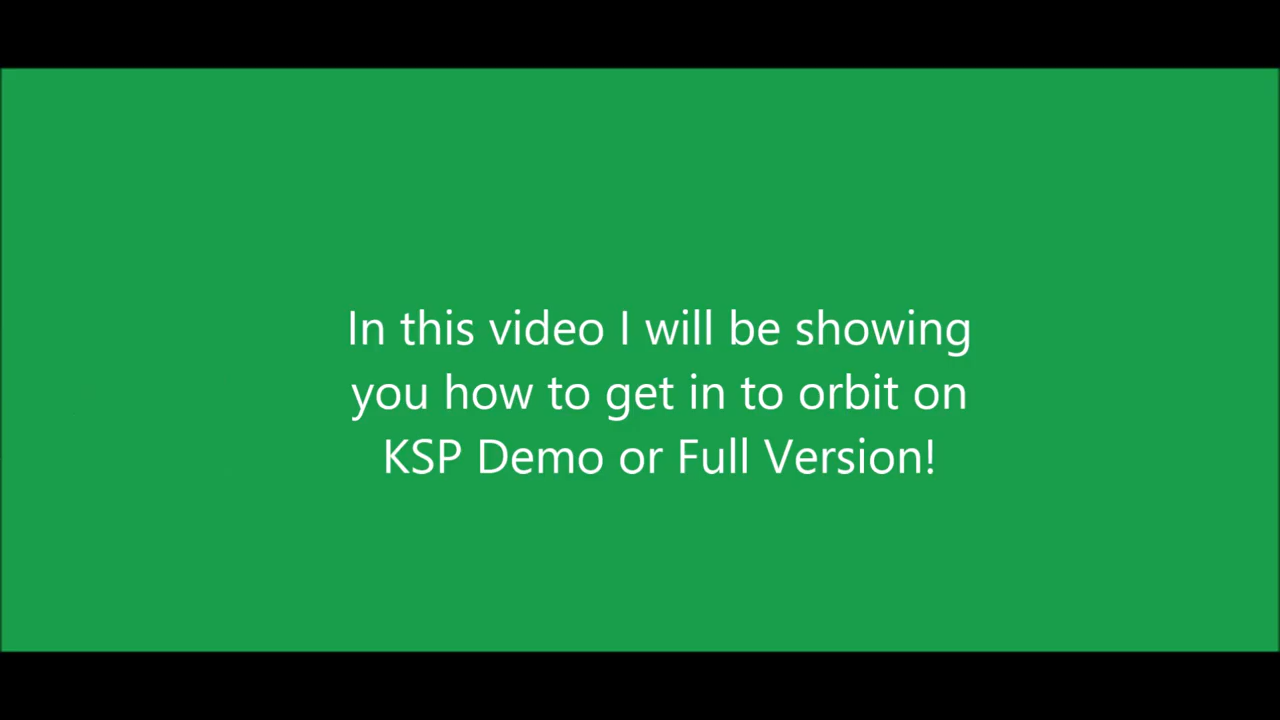 In this video I will be showing
you how to get in to orbit on
KSP Demo or Full Version!